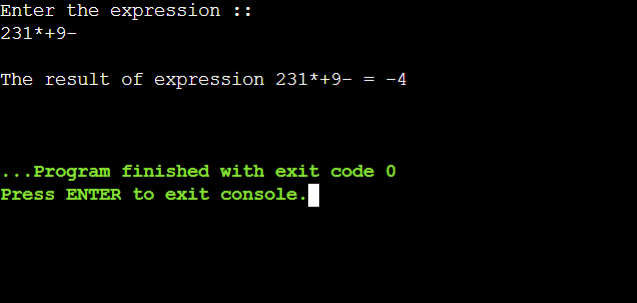 Enter the expression ::
231*+9-
The result of expression 231*+9- = -4
...Program finished with exit code 0
Press ENTER to exit console.